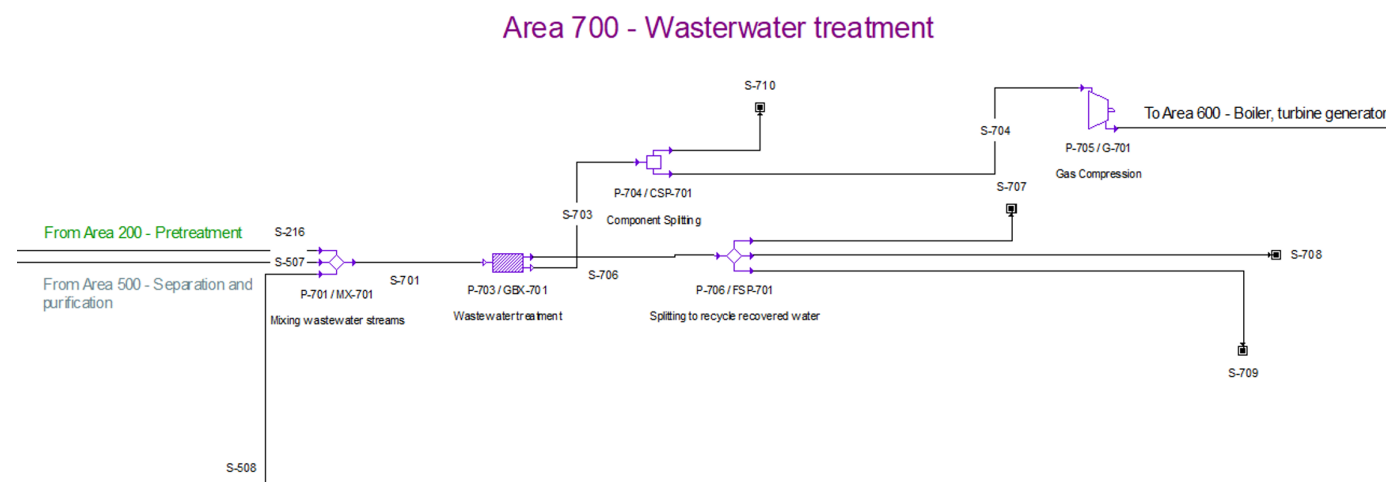 Area 700 - Wasterwater treatment
S-710
To Area 600 - Boiler, turbine generator
S-704
P-705 / G-701
Gas Compression
P-704 / CSP-701
S-707
S-703
Component Splitting
From Area 200 - Pretreatment
S-216
S-507
S-708
From Area 500 - Separation and
purification
S-701
S-706
P-701 / MX-701
P-703 / GBX-701
P-706 / FSP-701
Mixing wastewater streams
Wastewater treatment
Splitting to recycle recovered water
S-709
S-508